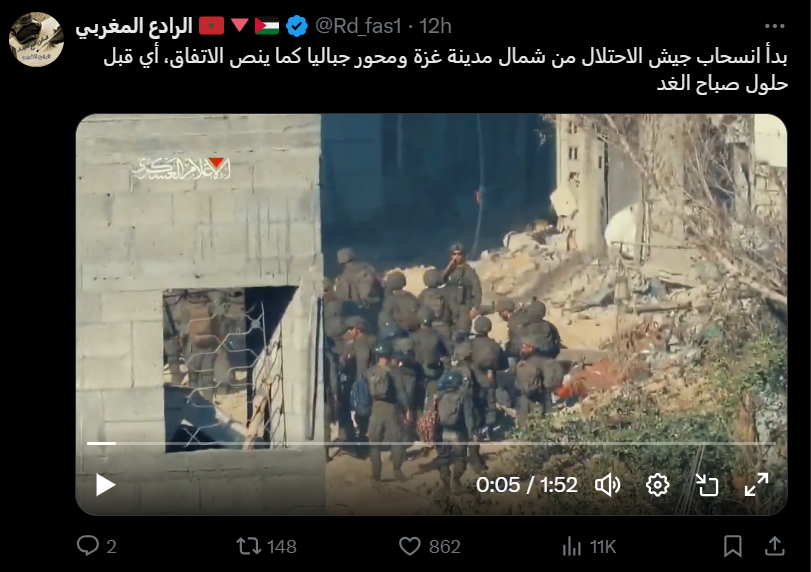 الرادع المغربي 🇲🇦🔻🇵🇸 @Rd_fas1 · 12h
بدأ انسحاب جيش الاحتلال من شمال مدينة غزة ومحور جباليا كما ينص الاتفاق، أي قبل
حلول صباح الغد
الإعلام العسكري
0:05 / 1:52
2 148 862 11K